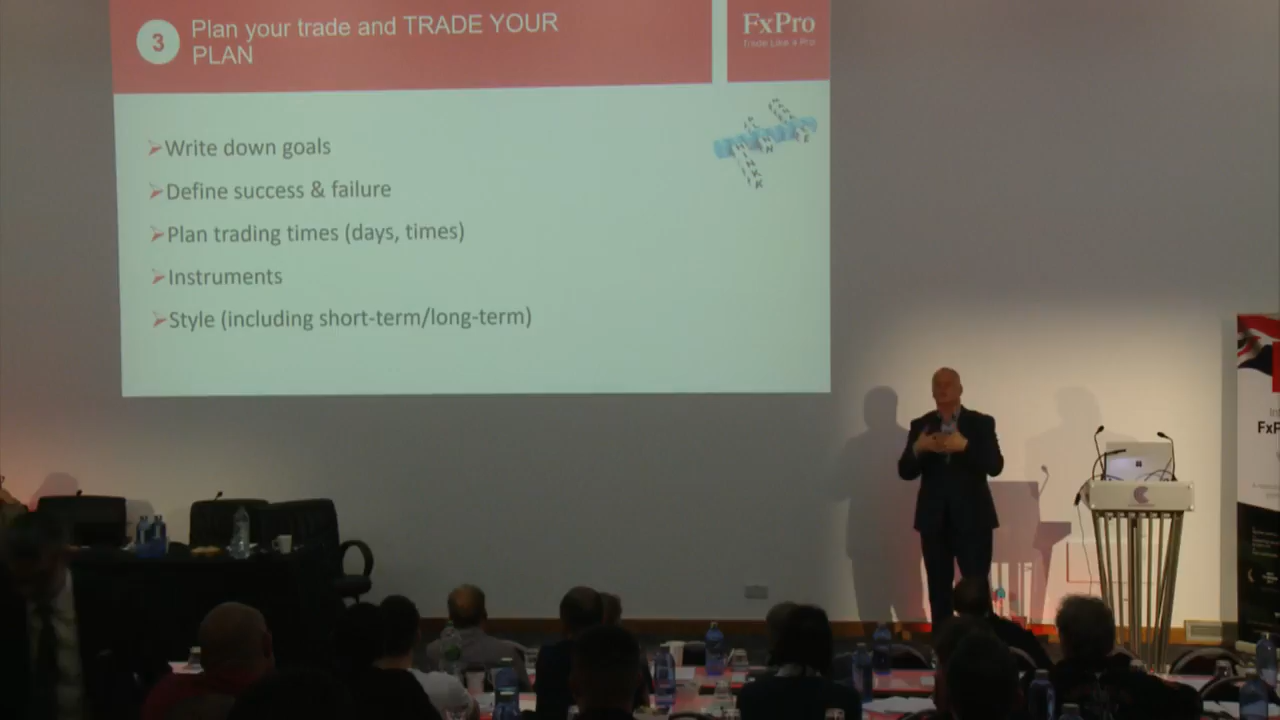 3
Plan your trade and TRADE YOUR
PLAN
FxPro
Trade Like a Pro
Write down goals
Define success & failure
Plan trading times (days, times)
Instruments
Style (including short-term/long-term)